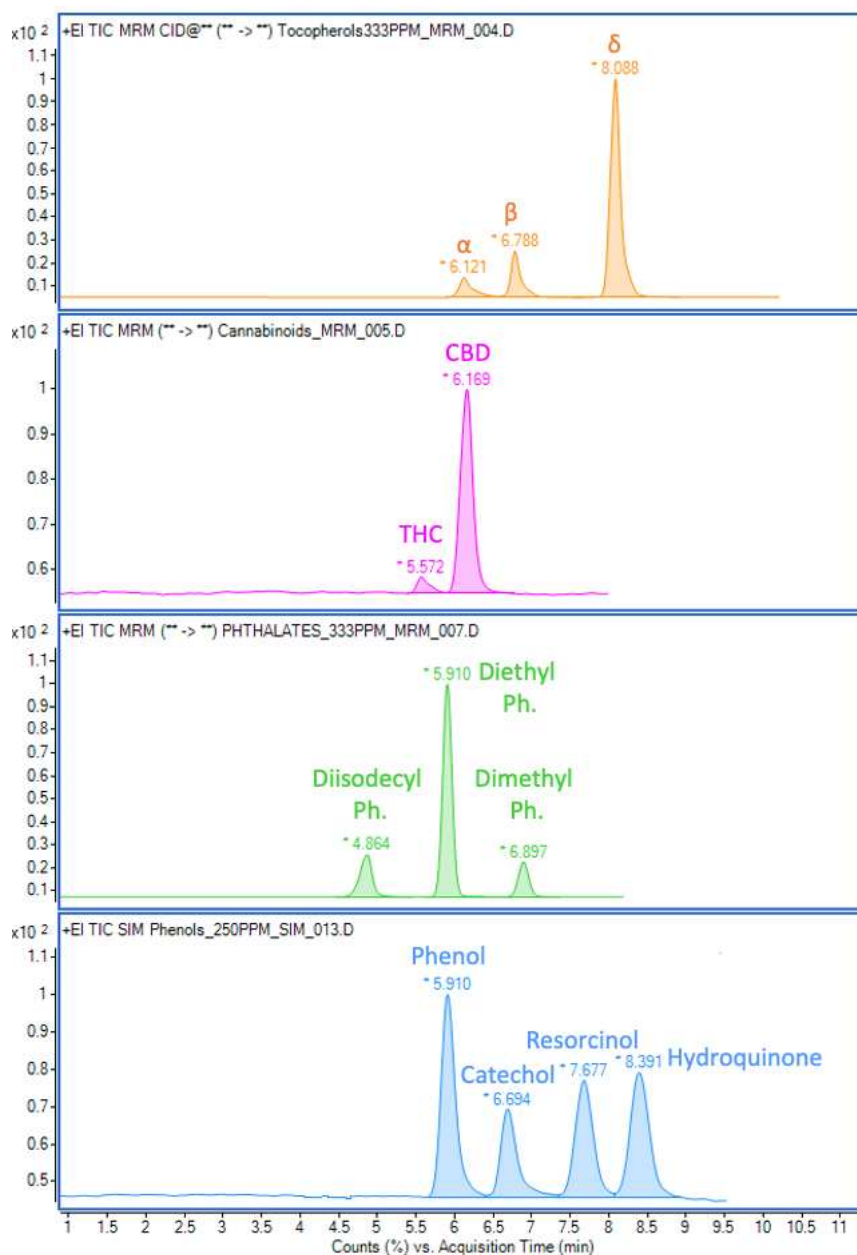 x10 2 +EI TIC MRM CID@** (** -> **) Tocopherols333PPM_MRM_004.D
δ
* 8.088
β
* 6.788
α
* 6.121
1.1
1
0.9
0.8
0.7
0.6
0.5
0.4
0.3
0.2
0.1
x10 2 +EI TIC MRM (** -> **) Cannabinoids_MRM_005.D
CBD
* 6.169
THC
* 5.572
1
0.9
0.8
0.7
0.6
x10 2 +EI TIC MRM (** -> **) PHTHALATES_333PPM_MRM_007.D
* 5.910
Diethyl
Ph.
Diisodecyl
Ph.
* 4.864
Dimethyl
Ph.
* 6.897
1.1
1
0.9
0.8
0.7
0.6
0.5
0.4
0.3
0.2
0.1
x10 2 +EI TIC SIM Phenols_250PPM_SIM_013.D
Phenol
* 5.910
Catechol
* 6.694
Resorcinol
* 7.677
* 8.391 Hydroquinone
1.1
1
0.9
0.8
0.7
0.6
0.5
1 1.5 2 2.5 3 3.5 4 4.5 5 5.5 6 6.5 7 7.5 8 8.5 9 9.5 10 10.5 11
Counts (%) vs. Acquisition Time (min)